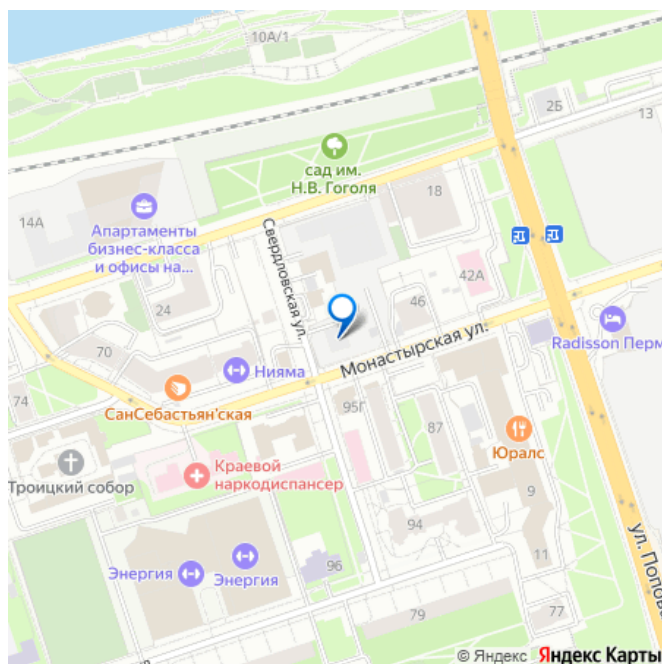 10А/1
2Б
13
сад им.
Н.В. Гоголя
18
14А
Апартаменты
бизнес-класса
и офисы на...
Свердловская ул.
42А
24
46
Монастырская ул.
Radisson Перм
70
Нияма
74
СанСебастьян'ская
95Г
87
Юралс
Троицкий собор
Краевой
наркодиспансер
9
94
ул. Попова
Энергия
Энергия
96
11
79
77
© Яндекс Яндекс Карты